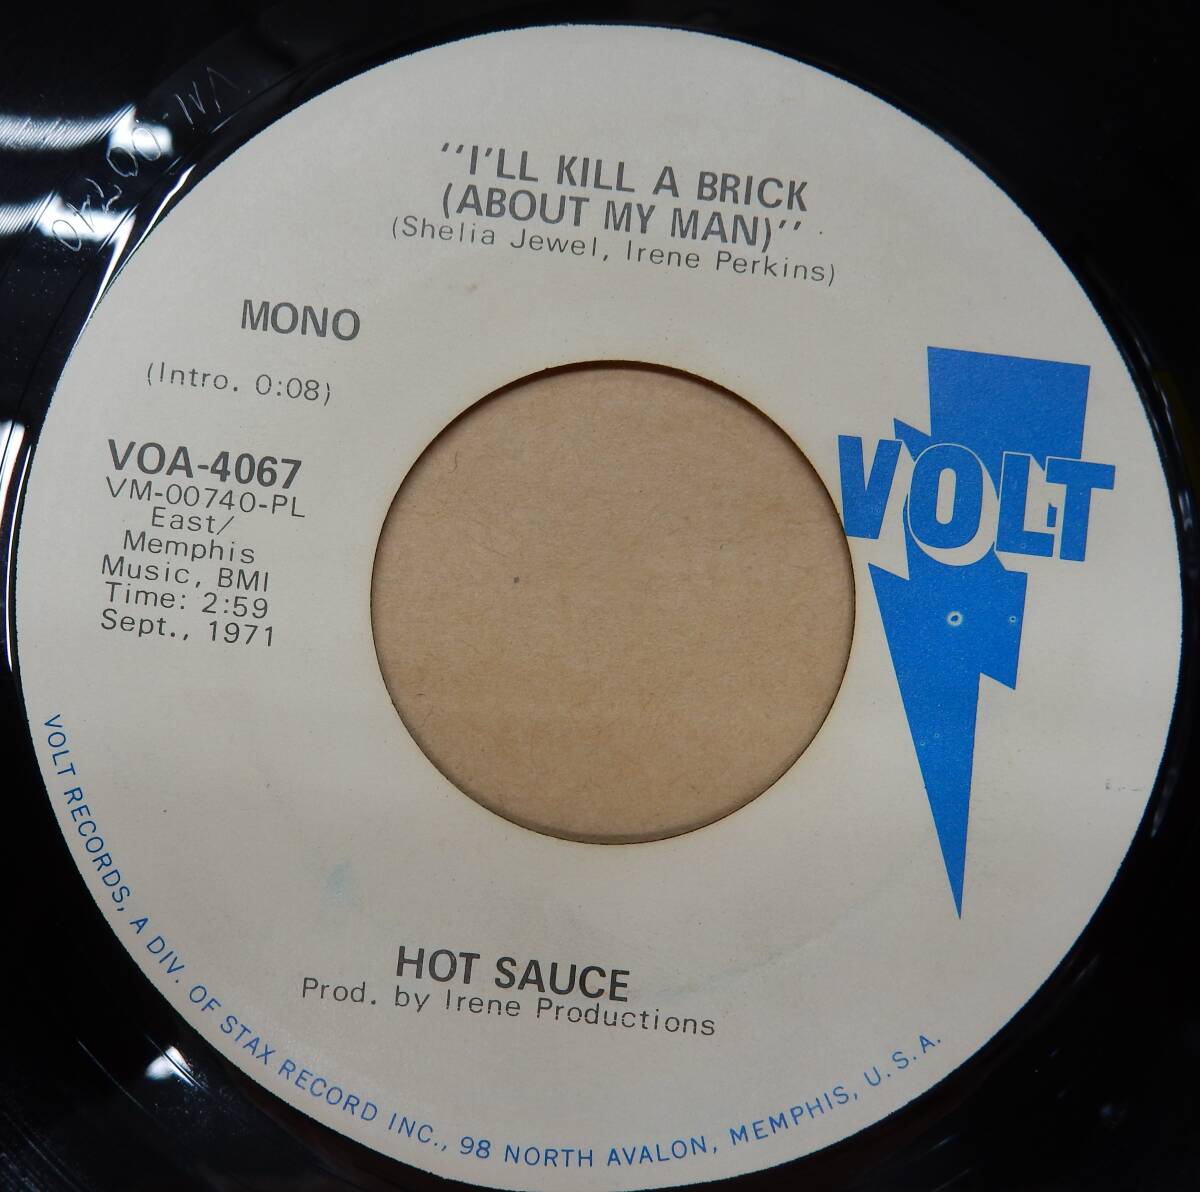 "I'LL KILL A BRICK
(ABOUT MY MAN)"
(Shelia Jewel, Irene Perkins)
MONO
(Intro. 0:08)
VOA-4067
VM-00740-PL
East/
Memphis
Music, BMI
Time: 2:59
Sept., 1971
VOLT
HOT SAUCE
Prod. by Irene Productions
VOLT RECORDS, A DIV. OF STAX RECORD INC., 98 NORTH AVALON, MEMPHIS, U.S.A.